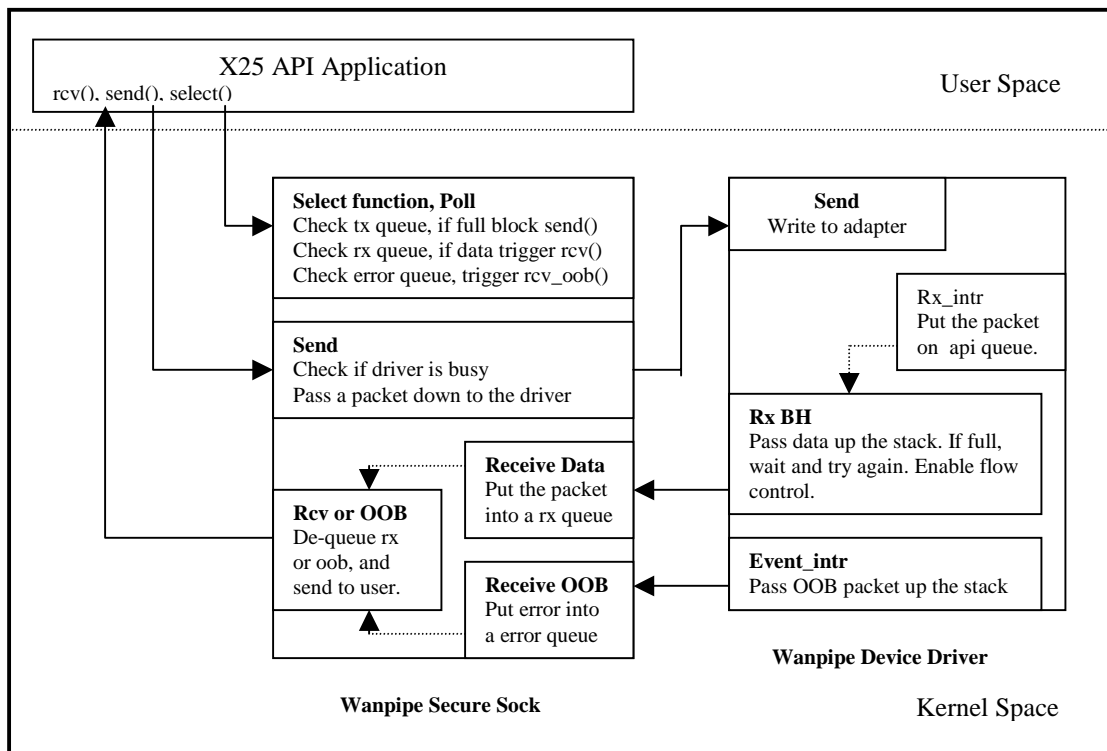 X25 API Application
rcv(), send(), select()
User Space
Select function, Poll
Check tx queue, if full block send()
Check rx queue, if data trigger rcv()
Check error queue, trigger rcv_oob()
Send
Write to adapter
Rx_intr
Put the packet
on api queue.
Send
Check if driver is busy
Pass a packet down to the driver
Rx BH
Pass data up the stack. If full,
wait and try again. Enable flow
control.
Receive Data
Put the packet
into a rx queue
Rcv or OOB
De-queue rx
or oob, and
send to user.
Event_intr
Pass OOB packet up the stack
Receive OOB
Put error into
a error queue
Wanpipe Device Driver
Wanpipe Secure Sock
Kernel Space